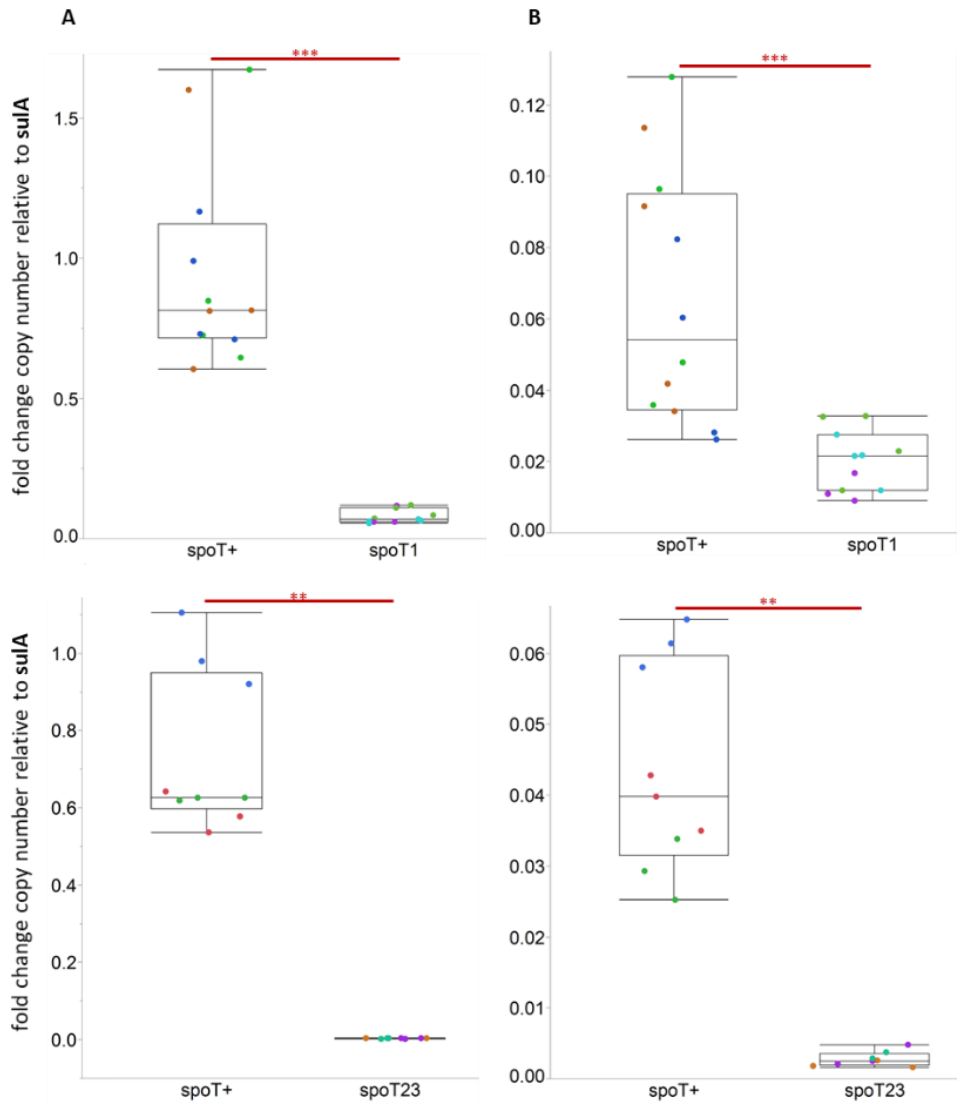 A
B
***
***
fold change copy number relative to sulA
1.5
1.0
0.5
0.0
spoT+
spoT1
0.12
0.10
0.08
0.06
0.04
0.02
0.00
spoT+
spoT1
**
**
fold change copy number relative to sulA
1.0
0.8
0.6
0.4
0.2
0.0
spoT+
spoT23
0.06
0.05
0.04
0.03
0.02
0.01
0.00
spoT+
spoT23